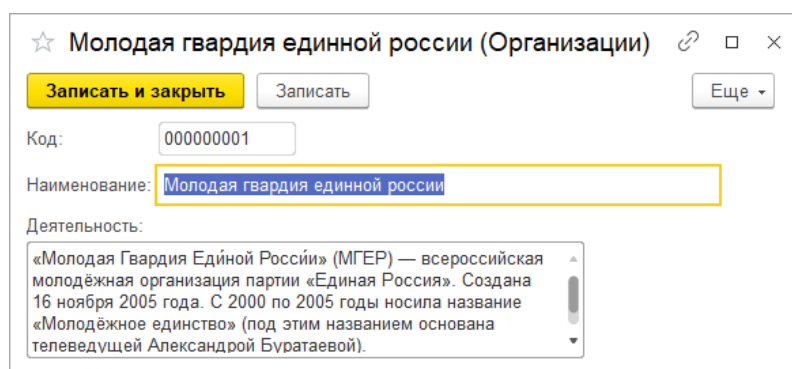 Молодая гвардия единной россии (Организации)
Записать и закрыть Записать Еще
Код: 000000001
Наименование: Молодая гвардия единной россии
Деятельность:
«Молодая Гвардия Еди́ной Росси́и» (МГЕР) — всероссийская
молодёжная организация партии «Единая Россия». Создана
16 ноября 2005 года. С 2000 по 2005 годы носила название
«Молодёжное единство» (под этим названием основана
телеведущей Александрой Буратаевой).